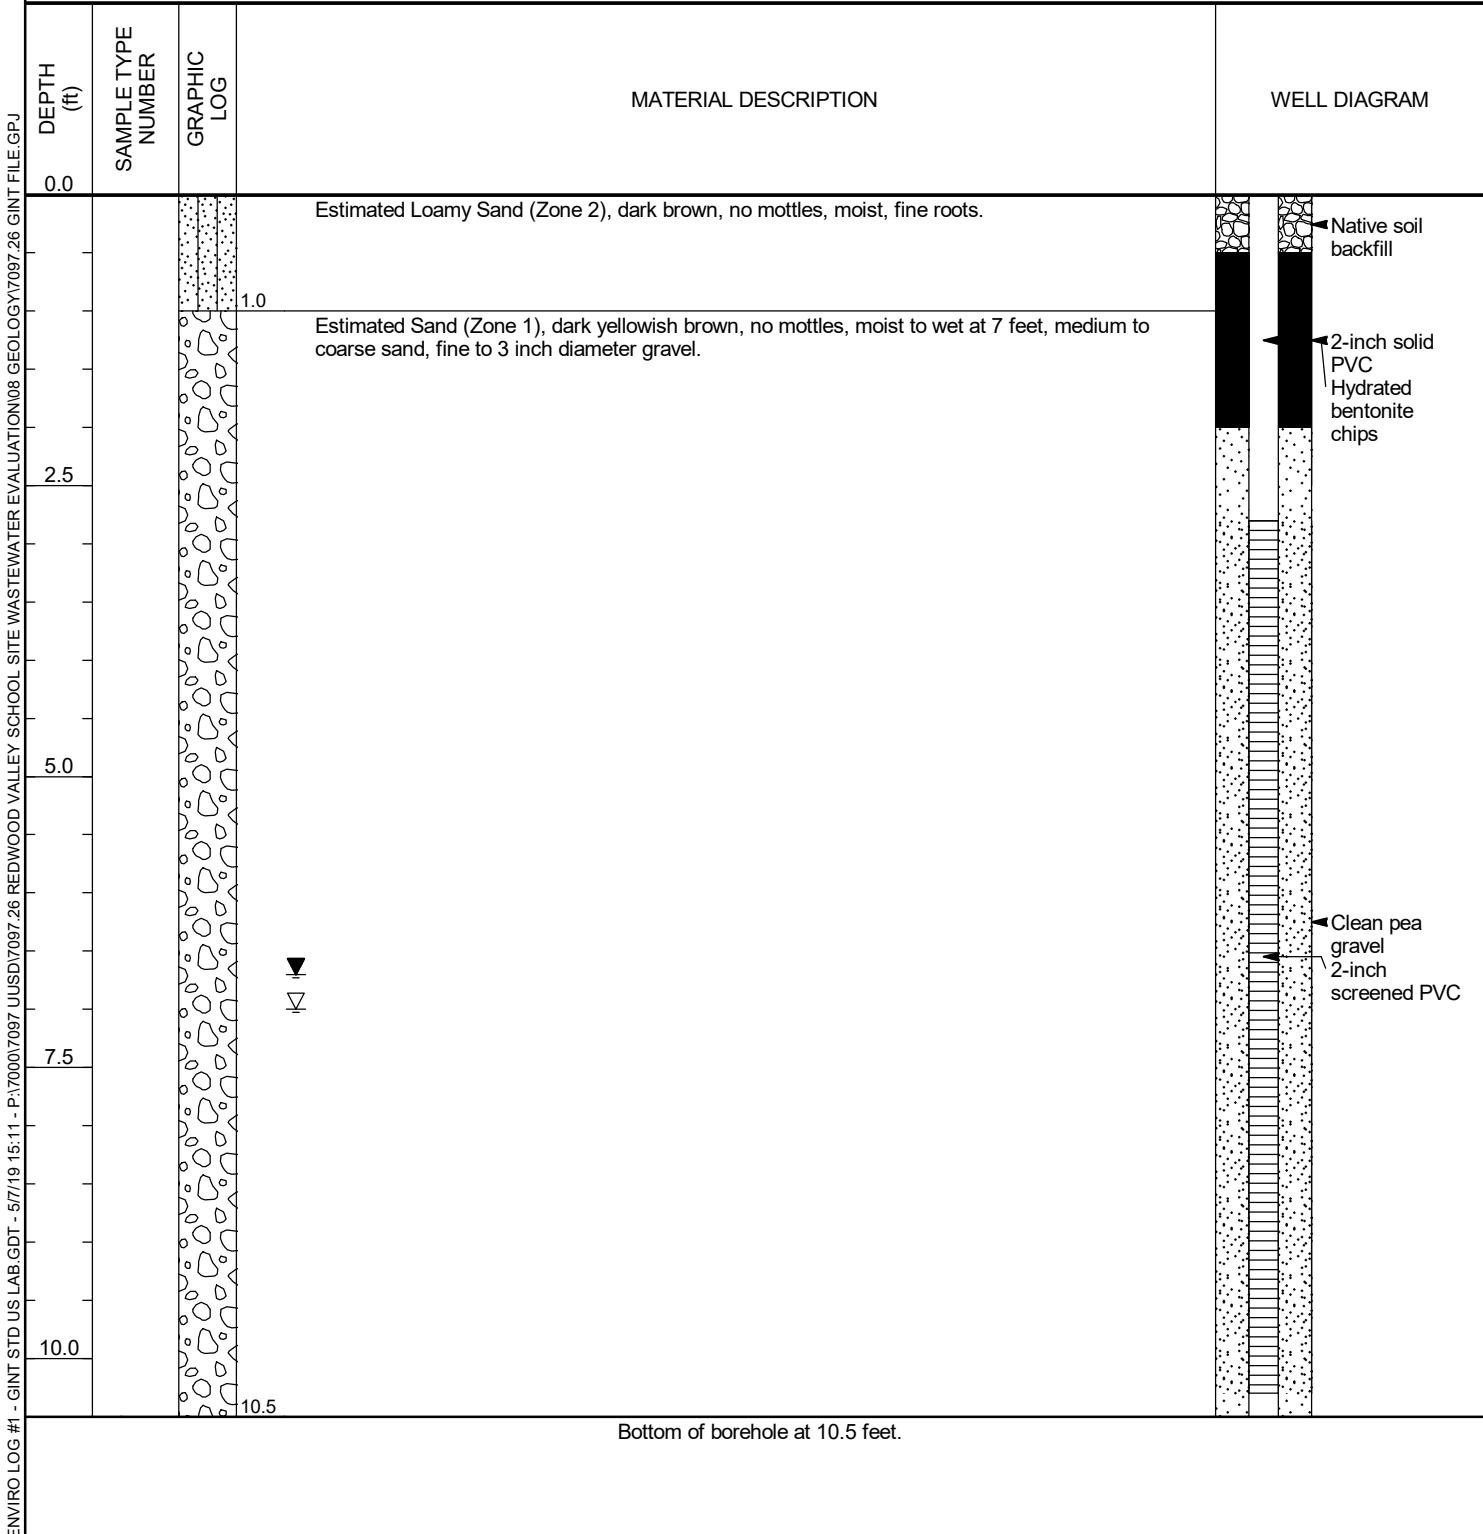 DEPTH
(ft)
SAMPLE TYPE
NUMBER
GRAPHIC
LOG
MATERIAL DESCRIPTION
WELL DIAGRAM
0.0
Estimated Loamy Sand (Zone 2), dark brown, no mottles, moist, fine roots.
Native soil
backfill
1.0
Estimated Sand (Zone 1), dark yellowish brown, no mottles, moist to wet at 7 feet, medium to
coarse sand, fine to 3 inch diameter gravel.
2-inch solid
PVC
Hydrated
bentonite
chips
2.5
5.0
Clean pea
gravel
2-inch
screened PVC
7.5
10.0
10.5
Bottom of borehole at 10.5 feet.
ENVIRO LOG #1 - GINT STD US LAB.GDT - 5/7/19 15:11 - P:\7000\7097 UUSD\7097.26 REDWOOD VALLEY SCHOOL SITE WASTEWATER EVALUATION\08 GEOLOGY\7097.26 GINT FILE.GPJ